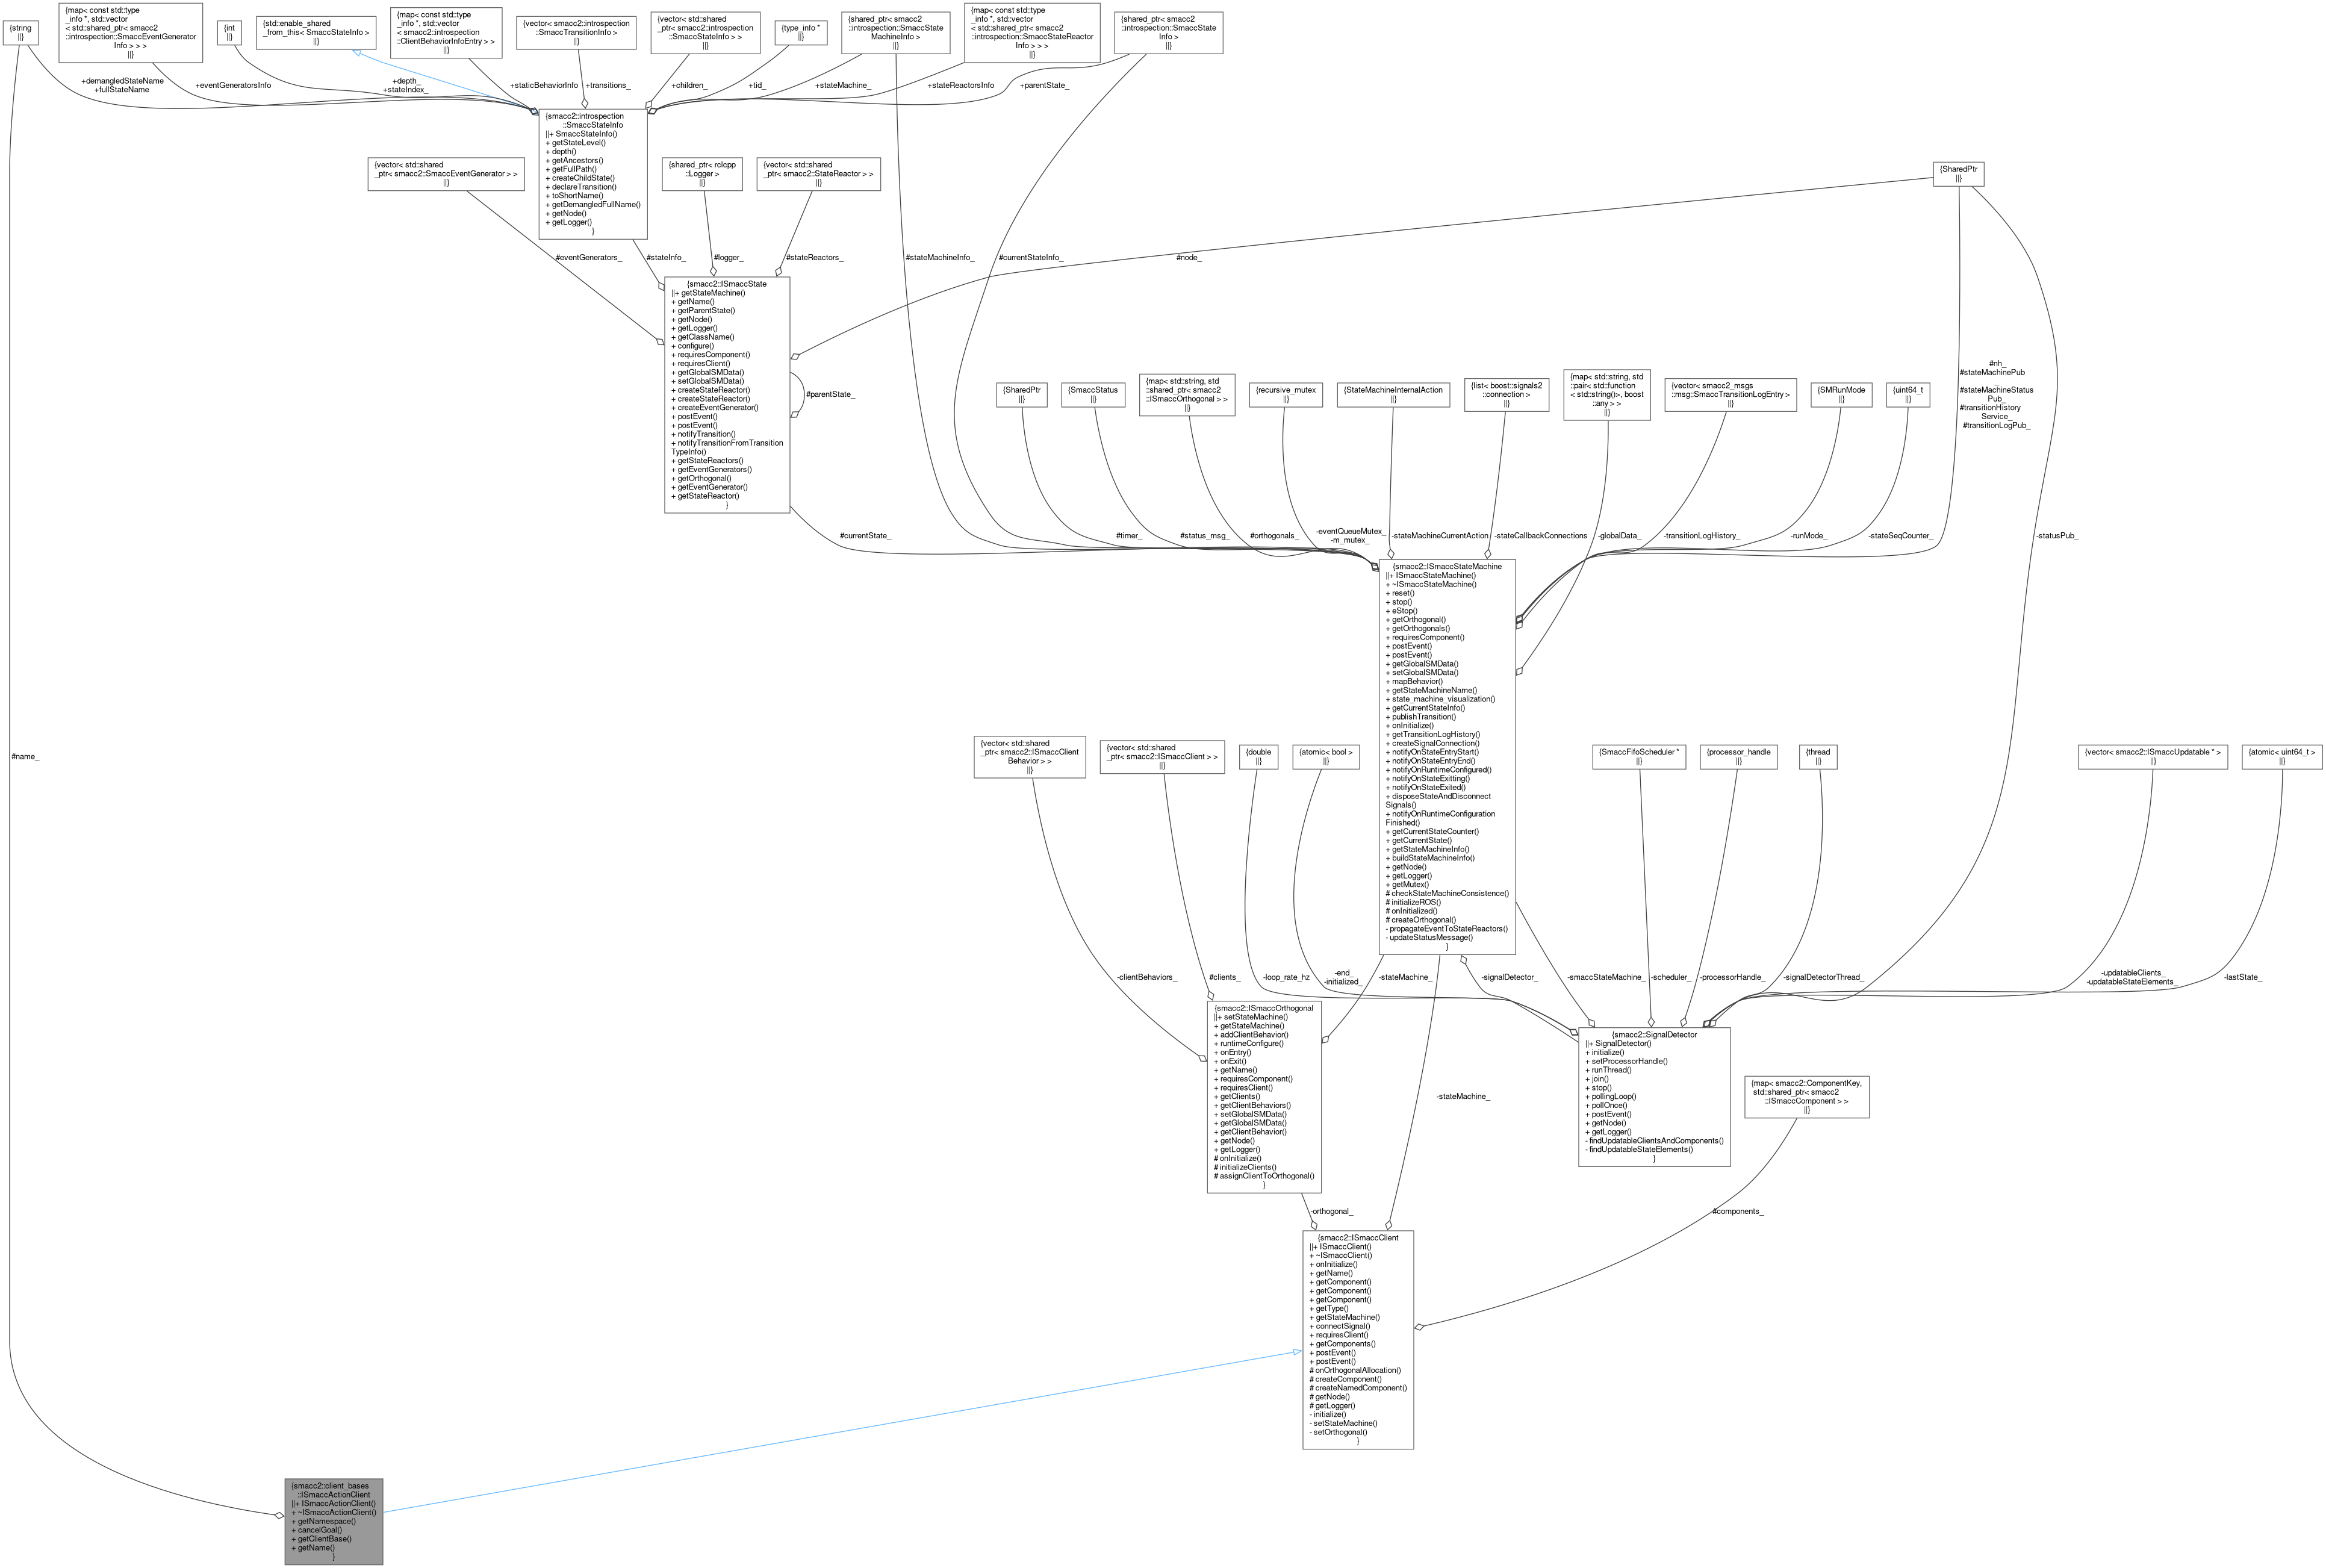 {string
||}
{map< const std::type
_info *, std::vector
< std::shared_ptr< smacc2
::introspection::SmaccEventGenerator
Info > > >
||}
{int
||}
{std::enable_shared
_from_this< SmaccStateInfo >
||}
{map< const std::type
_info *, std::vector
< smacc2::introspection
::ClientBehaviorInfoEntry > >
||}
{vector< smacc2::introspection
::SmaccTransitionInfo >
||}
{vector< std::shared
_ptr< smacc2::introspection
::SmaccStateInfo > >
||}
{type_info *
||}
{shared_ptr< smacc2
::introspection::SmaccState
MachineInfo >
||}
{map< const std::type
_info *, std::vector
< std::shared_ptr< smacc2
::introspection::SmaccStateReactor
Info > > >
||}
{shared_ptr< smacc2
::introspection::SmaccState
Info >
||}
+demangledStateName
+fullStateName
+eventGeneratorsInfo
+depth_
+stateIndex_
+staticBehaviorInfo
+transitions_
+children_
+tid_
+stateMachine_
+stateReactorsInfo
+parentState_
{smacc2::introspection
::SmaccStateInfo
||+ SmaccStateInfo()
+ getStateLevel()
+ depth()
+ getAncestors()
+ getFullPath()
+ createChildState()
+ declareTransition()
+ toShortName()
+ getDemangledFullName()
+ getNode()
+ getLogger()
}
{vector< std::shared
_ptr< smacc2::SmaccEventGenerator > >
||}
{shared_ptr< rclcpp
::Logger >
||}
{vector< std::shared
_ptr< smacc2::StateReactor > >
||}
{SharedPtr
||}
#eventGenerators_
#stateInfo_
#logger_
#stateReactors_
#stateMachineInfo_
#currentStateInfo_
#node_
{smacc2::ISmaccState
||+ getStateMachine()
+ getName()
+ getParentState()
+ getNode()
+ getLogger()
+ getClassName()
+ configure()
+ requiresComponent()
+ requiresClient()
+ getGlobalSMData()
+ setGlobalSMData()
+ createStateReactor()
+ createStateReactor()
+ createEventGenerator()
+ postEvent()
+ postEvent()
+ notifyTransition()
+ notifyTransitionFromTransition
TypeInfo()
+ getStateReactors()
+ getEventGenerators()
+ getOrthogonal()
+ getEventGenerator()
+ getStateReactor()
}
#parentState_
{SharedPtr
||}
{SmaccStatus
||}
{map< std::string, std
::shared_ptr< smacc2
::ISmaccOrthogonal > >
||}
{recursive_mutex
||}
{StateMachineInternalAction
||}
{list< boost::signals2
::connection >
||}
{map< std::string, std
::pair< std::function
< std::string()>, boost
::any > >
||}
{vector< smacc2_msgs
::msg::SmaccTransitionLogEntry >
||}
{SMRunMode
||}
{uint64_t
||}
#nh_
#stateMachinePub
_
#stateMachineStatus
Pub_
#transitionHistory
Service_
#transitionLogPub_
#currentState_
#timer_
#status_msg_
#orthogonals_
-eventQueueMutex_
-m_mutex_
-stateMachineCurrentAction
-stateCallbackConnections
-globalData_
-transitionLogHistory_
-runMode_
-stateSeqCounter_
-statusPub_
{smacc2::ISmaccStateMachine
||+ ISmaccStateMachine()
+ ~ISmaccStateMachine()
+ reset()
+ stop()
+ eStop()
+ getOrthogonal()
+ getOrthogonals()
+ requiresComponent()
+ postEvent()
+ postEvent()
+ getGlobalSMData()
+ setGlobalSMData()
+ mapBehavior()
+ getStateMachineName()
+ state_machine_visualization()
+ getCurrentStateInfo()
+ publishTransition()
+ onInitialize()
+ getTransitionLogHistory()
+ createSignalConnection()
+ notifyOnStateEntryStart()
+ notifyOnStateEntryEnd()
+ notifyOnRuntimeConfigured()
+ notifyOnStateExitting()
+ notifyOnStateExited()
+ disposeStateAndDisconnect
Signals()
+ notifyOnRuntimeConfiguration
Finished()
+ getCurrentStateCounter()
+ getCurrentState()
+ getStateMachineInfo()
+ buildStateMachineInfo()
+ getNode()
+ getLogger()
+ getMutex()
# checkStateMachineConsistence()
# initializeROS()
# onInitialized()
# createOrthogonal()
- propagateEventToStateReactors()
- updateStatusMessage()
}
#name_
{vector< std::shared
_ptr< smacc2::ISmaccClient
Behavior > >
||}
{vector< std::shared
_ptr< smacc2::ISmaccClient > >
||}
{double
||}
{atomic< bool >
||}
{SmaccFifoScheduler *
||}
{processor_handle
||}
{thread
||}
{vector< smacc2::ISmaccUpdatable * >
||}
{atomic< uint64_t >
||}
-clientBehaviors_
#clients_
-loop_rate_hz
-end_
-initialized_
-stateMachine_
-signalDetector_
-smaccStateMachine_
-scheduler_
-processorHandle_
-signalDetectorThread_
-updatableClients_
-updatableStateElements_
-lastState_
{smacc2::ISmaccOrthogonal
||+ setStateMachine()
+ getStateMachine()
+ addClientBehavior()
+ runtimeConfigure()
+ onEntry()
+ onExit()
+ getName()
+ requiresComponent()
+ requiresClient()
+ getClients()
+ getClientBehaviors()
+ setGlobalSMData()
+ getGlobalSMData()
+ getClientBehavior()
+ getNode()
+ getLogger()
# onInitialize()
# initializeClients()
# assignClientToOrthogonal()
}
{smacc2::SignalDetector
||+ SignalDetector()
+ initialize()
+ setProcessorHandle()
+ runThread()
+ join()
+ stop()
+ pollingLoop()
+ pollOnce()
+ postEvent()
+ getNode()
+ getLogger()
- findUpdatableClientsAndComponents()
- findUpdatableStateElements()
}
{map< smacc2::ComponentKey,
std::shared_ptr< smacc2
::ISmaccComponent > >
||}
-stateMachine_
-orthogonal_
#components_
{smacc2::ISmaccClient
||+ ISmaccClient()
+ ~ISmaccClient()
+ onInitialize()
+ getName()
+ getComponent()
+ getComponent()
+ getComponent()
+ getType()
+ getStateMachine()
+ connectSignal()
+ requiresClient()
+ getComponents()
+ postEvent()
+ postEvent()
# onOrthogonalAllocation()
# createComponent()
# createNamedComponent()
# getNode()
# getLogger()
- initialize()
- setStateMachine()
- setOrthogonal()
}
{smacc2::client_bases
::ISmaccActionClient
||+ ISmaccActionClient()
+ ~ISmaccActionClient()
+ getNamespace()
+ cancelGoal()
+ getClientBase()
+ getName()
}